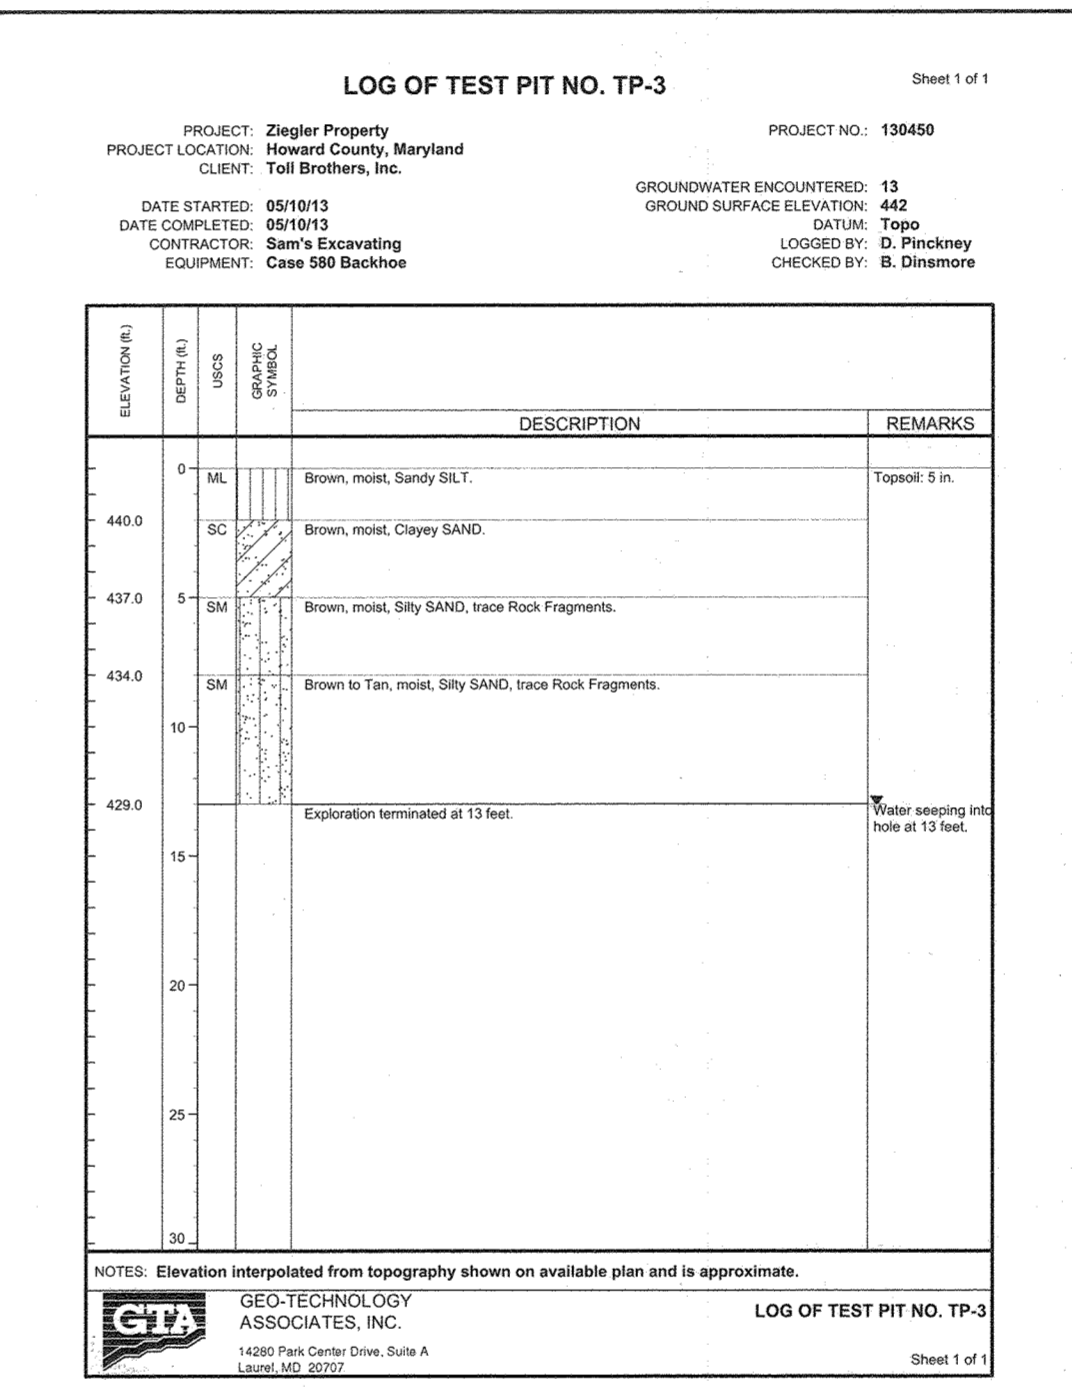 LOG OF TEST PIT NO. TP-3
Sheet 1 of 1
PROJECT: Ziegler Property
PROJECT NO.: 130450
PROJECT LOCATION: Howard County, Maryland
CLIENT: Toll Brothers, Inc.
GROUNDWATER ENCOUNTERED: 13
DATE STARTED: 05/10/13
GROUND SURFACE ELEVATION: 442
DATE COMPLETED: 05/10/13
DATUM: Topo
CONTRACTOR: Sam's Excavating
LOGGED BY: D. Pinckney
EQUIPMENT: Case 580 Backhoe
CHECKED BY: B. Dinsmore
ELEVATION (ft.)
DEPTH (ft.)
USCS
GRAPHIC
SYMBOL
DESCRIPTION
REMARKS
0
ML Brown, moist, Sandy SILT. Topsoil: 5 in.
440.0
SC Brown, moist, Clayey SAND.
437.0 5
SM Brown, moist, Silty SAND, trace Rock Fragments.
434.0
SM Brown to Tan, moist, Silty SAND, trace Rock Fragments.
10
429.0
Exploration terminated at 13 feet.
Water seeping into
hole at 13 feet.
15
20
25
30
NOTES: Elevation interpolated from topography shown on available plan and is approximate.
GTA
GEO-TECHNOLOGY
ASSOCIATES, INC.
14280 Park Center Drive, Suite A
Laurel, MD 20707
LOG OF TEST PIT NO. TP-3
Sheet 1 of 1